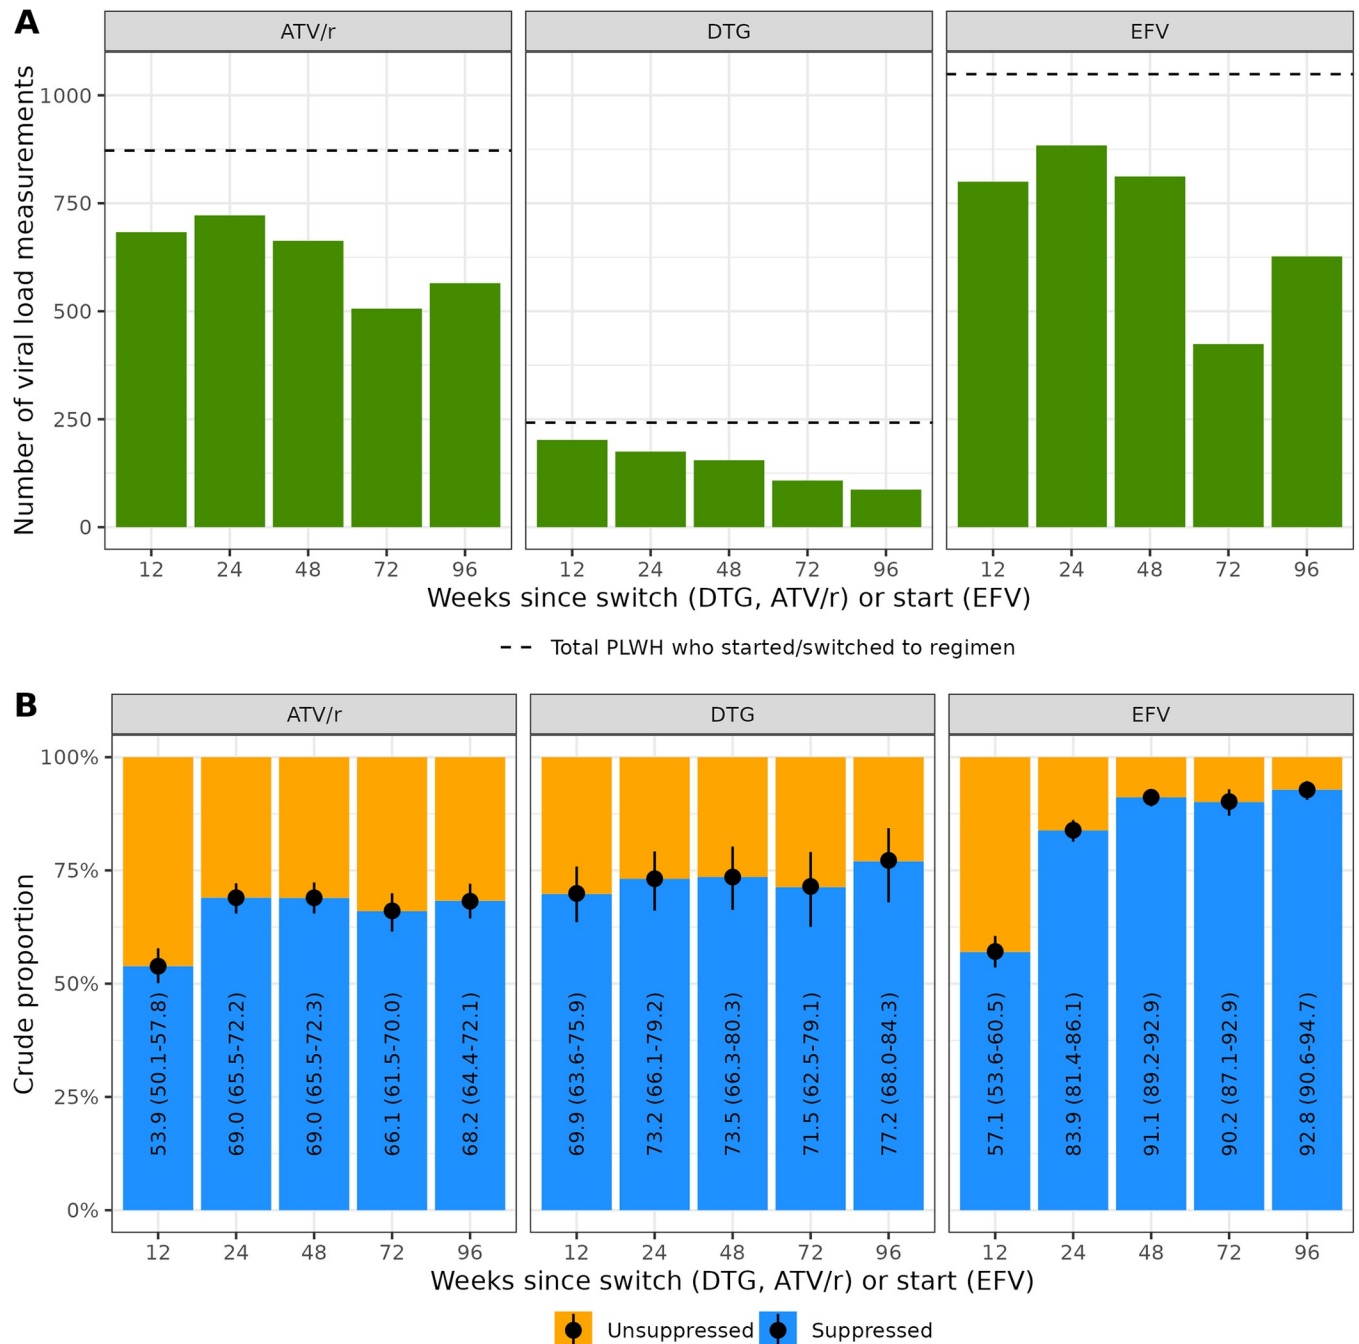 A
ATV/r
DTG
EFV
Number of viral load measurements
1000
750
500
250
0
12 24 48 72 96
12 24 48 72 96
12 24 48 72 96
Weeks since switch (DTG, ATV/r) or start (EFV)
Total PLWH who started/switched to regimen
B
ATV/r
DTG
EFV
Crude proportion
100%
75%
50%
25%
0%
53.9 (50.1-57.8)
69.0 (65.5-72.2)
69.0 (65.5-72.3)
66.1 (61.5-70.0)
68.2 (64.4-72.1)
69.9 (63.6-75.9)
73.2 (66.1-79.2)
73.5 (66.3-80.3)
71.5 (62.5-79.1)
77.2 (68.0-84.3)
57.1 (53.6-60.5)
83.9 (81.4-86.1)
91.1 (89.2-92.9)
90.2 (87.1-92.9)
92.8 (90.6-94.7)
12 24 48 72 96
12 24 48 72 96
12 24 48 72 96
Weeks since switch (DTG, ATV/r) or start (EFV)
Unsuppressed
Suppressed